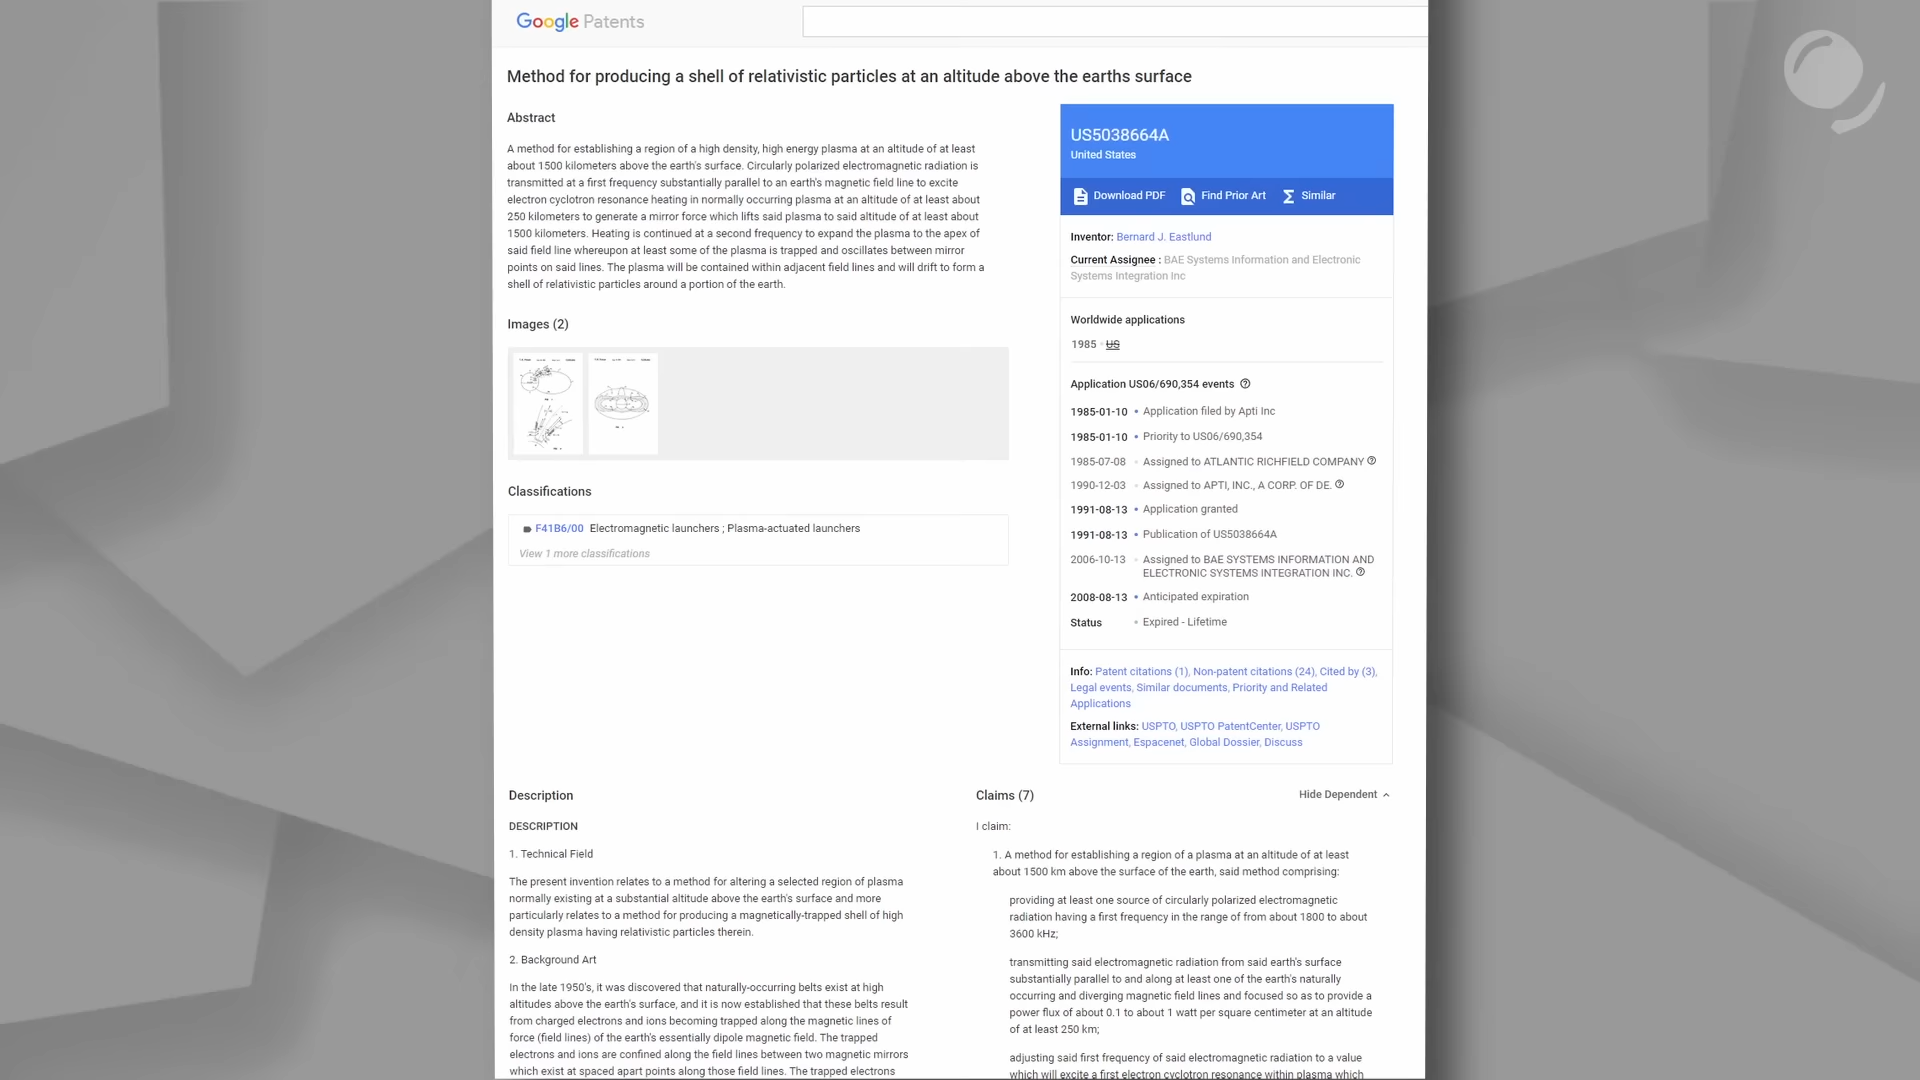 Google Patents
Method for producing a shell of relativistic particles at an altitude above the earths surface
Abstract
A method for establishing a region of a high density, high energy plasma at an altitude of at least
about 1500 kilometers above the earth's surface. Circularly polarized electromagnetic radiation is
transmitted at a first frequency substantially parallel to an earth's magnetic field line to excite
electron cyclotron resonance heating in normally occurring plasma at an altitude of at least about
250 kilometers to generate a mirror force which lifts said plasma to said altitude of at least about
1500 kilometers. Heating is continued at a second frequency to expand the plasma to the apex of
said field line whereupon at least some of the plasma is trapped and oscillates between mirror
points on said lines. The plasma will be contained within adjacent field lines and will drift to form a
shell of relativistic particles around a portion of the earth.
Images (2)
Classifications
F41B6/00 Electromagnetic launchers ; Plasma-actuated launchers
View 1 more classifications
US5038664A
United States
Download PDF Find Prior Art Similar
Inventor: Bernard J. Eastlund
Current Assignee : BAE Systems Information and Electronic
Systems Integration Inc
Worldwide applications
1985 • US
Application US06/690,354 events
1985-01-10 • Application filed by Apti Inc
1985-01-10 • Priority to US06/690,354
1985-07-08 • Assigned to ATLANTIC RICHFIELD COMPANY
1990-12-03 • Assigned to APTI, INC., A CORP. OF DE.
1991-08-13 • Application granted
1991-08-13 • Publication of US5038664A
2006-10-13 • Assigned to BAE SYSTEMS INFORMATION AND
ELECTRONIC SYSTEMS INTEGRATION INC.
2008-08-13 • Anticipated expiration
Status • Expired - Lifetime
Info: Patent citations (1), Non-patent citations (24), Cited by (3),
Legal events, Similar documents, Priority and Related
Applications
External links: USPTO, USPTO PatentCenter, USPTO
Assignment, Espacenet, Global Dossier, Discuss
Description
DESCRIPTION
1. Technical Field
The present invention relates to a method for altering a selected region of plasma
normally existing at a substantial altitude above the earth's surface and more
particularly relates to a method for producing a magnetically-trapped shell of high
density plasma having relativistic particles therein.
2. Background Art
In the late 1950's, it was discovered that naturally-occurring belts exist at high
altitudes above the earth's surface, and it is now established that these belts result
from charged electrons and ions becoming trapped along the magnetic lines of
force (field lines) of the earth's essentially dipole magnetic field. The trapped
electrons and ions are confined along the field lines between two magnetic mirrors
which exist at spaced apart points along those field lines. The trapped electrons
Claims (7)
Hide Dependent
I claim:
1. A method for establishing a region of a plasma at an altitude of at least
about 1500 km above the surface of the earth, said method comprising:
providing at least one source of circularly polarized electromagnetic
radiation having a first frequency in the range of from about 1800 to about
3600 kHz;
transmitting said electromagnetic radiation from said earth's surface
substantially parallel to and along at least one of the earth's naturally
occurring and diverging magnetic field lines and focused so as to provide a
power flux of about 0.1 to about 1 watt per square centimeter at an altitude
of at least 250 km;
adjusting said first frequency of said electromagnetic radiation to a value
which will excite a first electron cyclotron resonance within plasma which